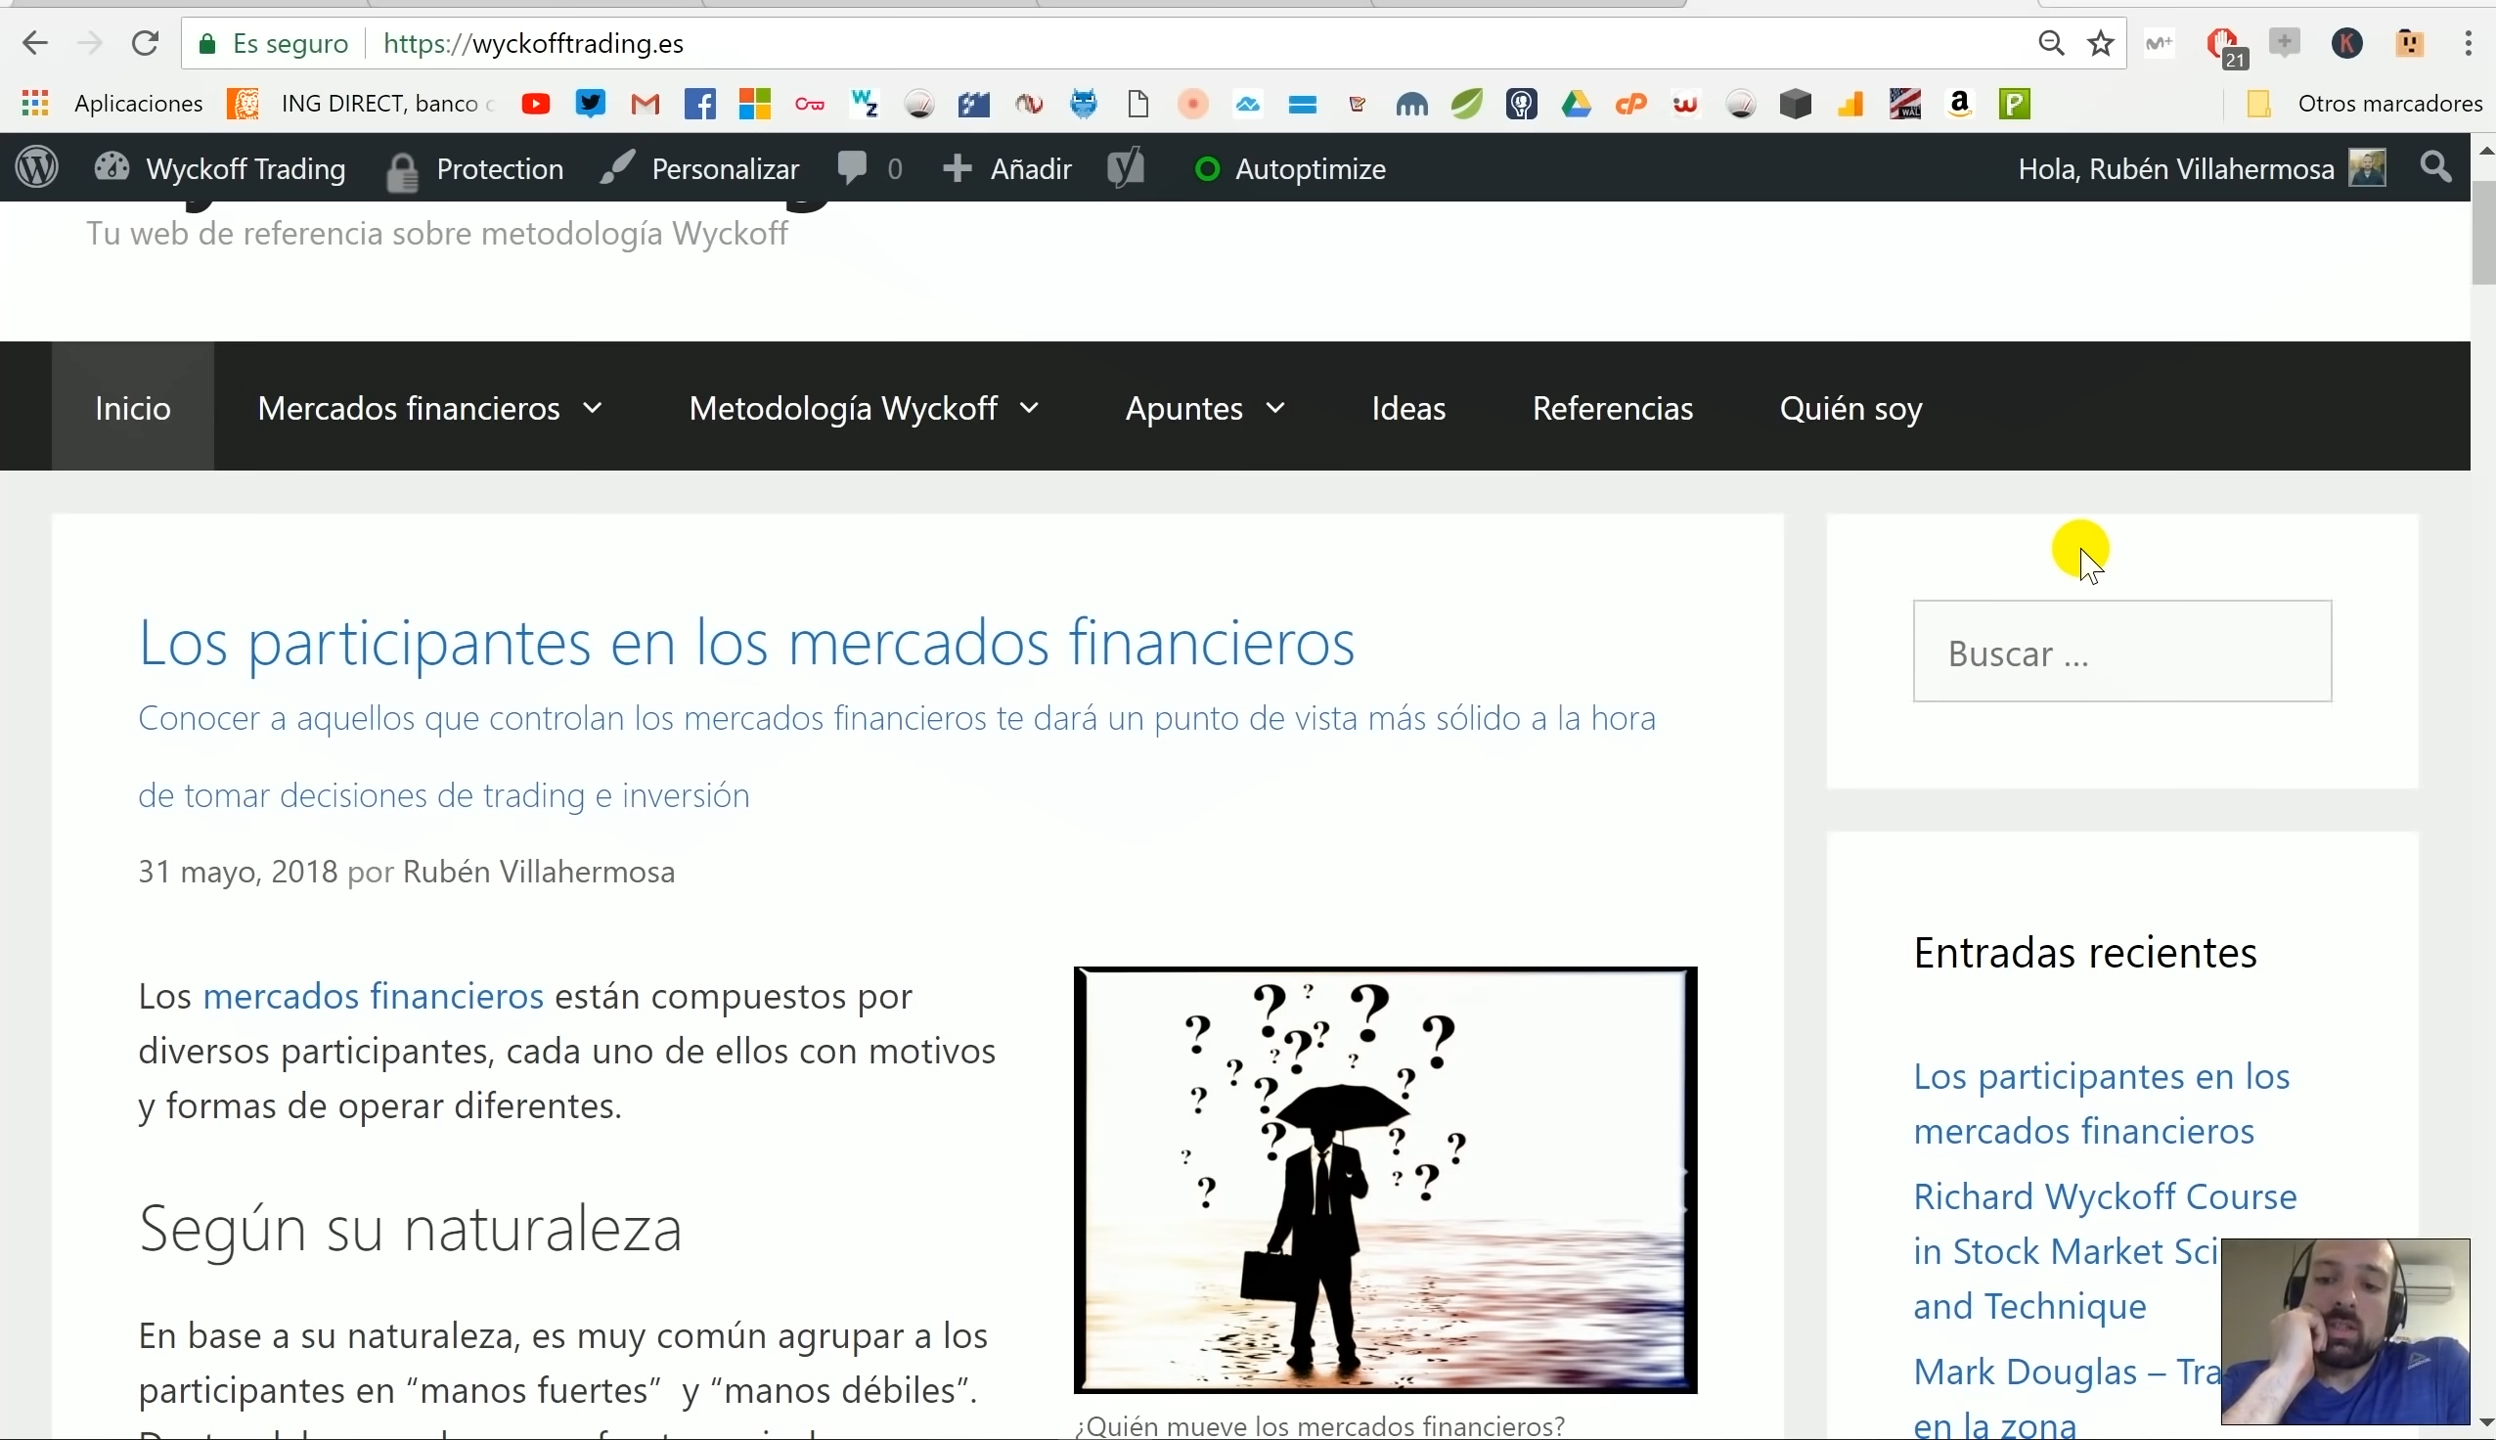 Es seguro https://wyckofftrading.es
21
Aplicaciones ING DIRECT, banco
Otros marcadores
Wyckoff Trading Protection Personalizar 0 Añadir Autoptimize Hola, Rubén Villahermosa
Tu web de referencia sobre metodología Wyckoff
Inicio Mercados financieros Metodología Wyckoff Apuntes Ideas Referencias Quién soy
Los participantes en los mercados financieros
Conocer a aquellos que controlan los mercados financieros te dará un punto de vista más sólido a la hora
de tomar decisiones de trading e inversión
31 mayo, 2018 por Rubén Villahermosa
Los mercados financieros están compuestos por
diversos participantes, cada uno de ellos con motivos
y formas de operar diferentes.
Según su naturaleza
En base a su naturaleza, es muy común agrupar a los
participantes en “manos fuertes” y “manos débiles”.
¿Quién mueve los mercados financieros?
Buscar ...
Entradas recientes
Los participantes en los
mercados financieros
Richard Wyckoff Course
in Stock Market Sci
and Technique
Mark Douglas – Tra
en la zona